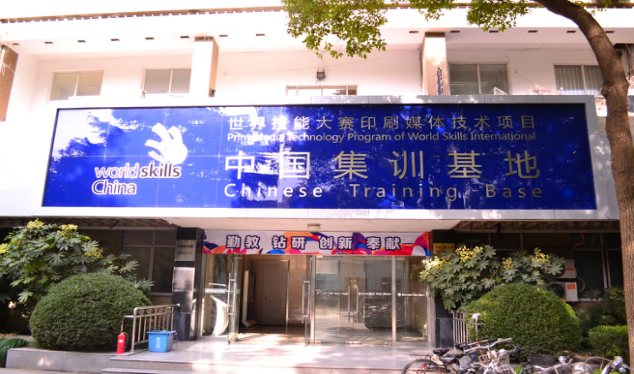 世界技能大赛印刷媒体技术项目
Print Media Technology Program of World Skills International
worldskills
China
中国集训基地
Chinese Training Base
勤教 钻研 创新 奉献